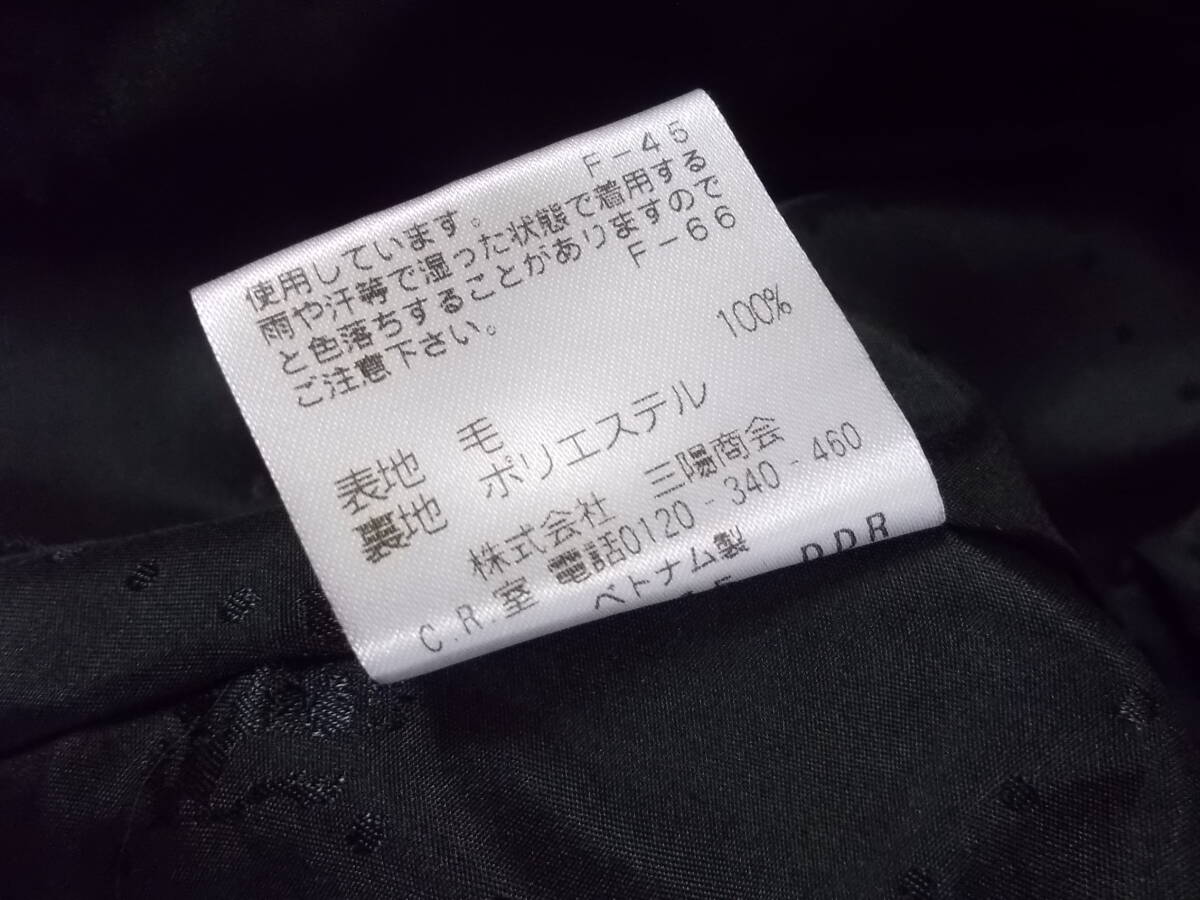 使用しています。 F-45
雨や汗等で湿った状態で着用する
と色落ちすることがありますので
ご注意下さい。 F-66
表地 毛 100%
裏地 ポリエステル
株式会社 三陽商会
C.R.室 電話0120-340-460
ベトナム製